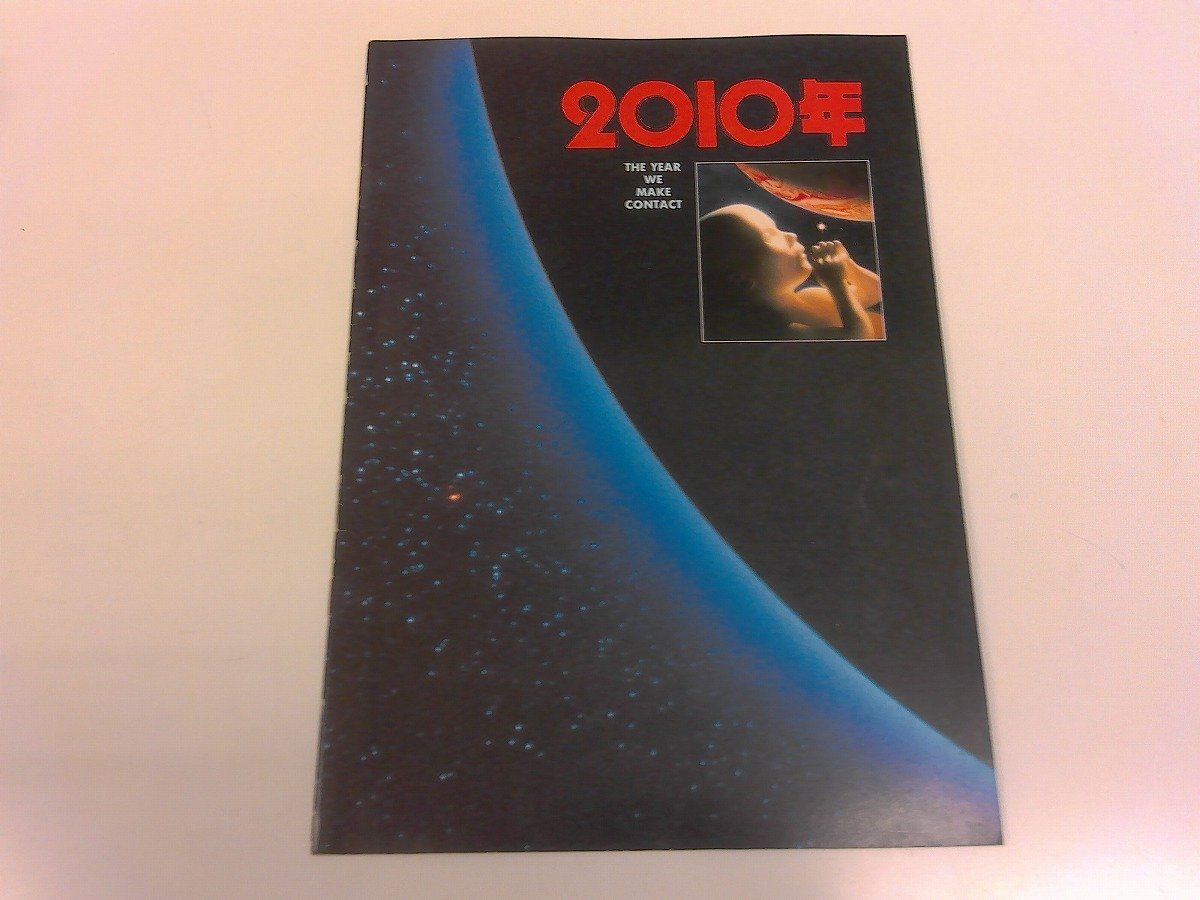 2010年
THE YEAR
WE
MAKE
CONTACT